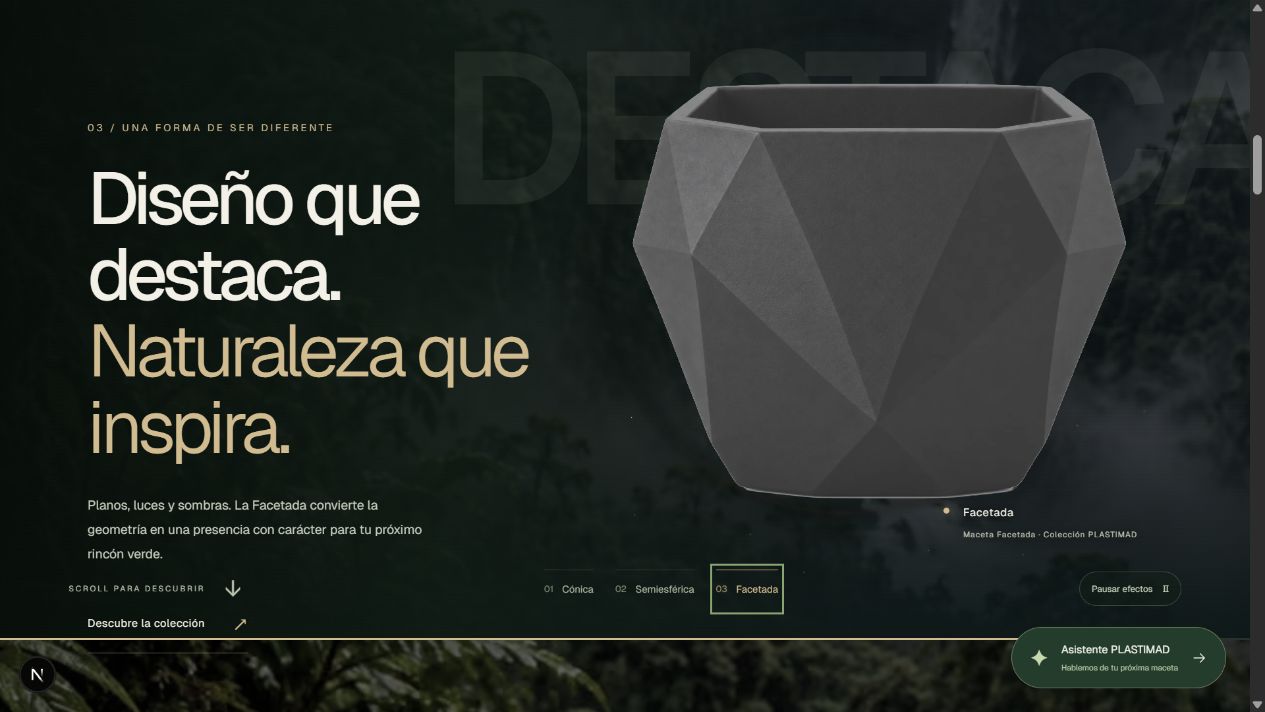 DESTACA
03 / UNA FORMA DE SER DIFERENTE
Diseño que
destaca.
Naturaleza que
inspira.
Planos, luces y sombras. La Facetada convierte la
geometría en una presencia con carácter para tu próximo
rincón verde.
Facetada
Maceta Facetada · Colección PLASTIMAD
SCROLL PARA DESCUBRIR ↓
01 Cónica
02 Semiesférica
03 Facetada
Pausar efectos II
Descubre la colección ↗
Asistente PLASTIMAD →
Hablemos de tu próxima maceta
N